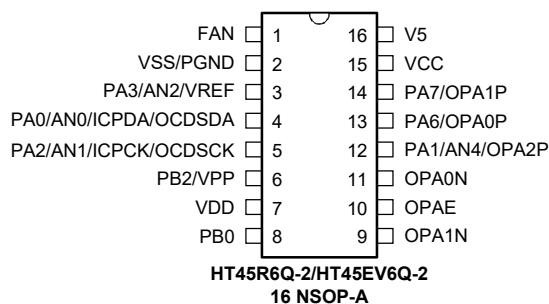 FAN 1 16 V5
VSS/PGND 2 15 VCC
PA3/AN2/VREF 3 14 PA7/OPA1P
PA0/AN0/ICPDA/OCDSDA 4 13 PA6/OPA0P
PA2/AN1/ICPCK/OCDSCK 5 12 PA1/AN4/OPA2P
PB2/VPP 6 11 OPA0N
VDD 7 10 OPAE
PB0 8 9 OPA1N
HT45R6Q-2/HT45EV6Q-2
16 NSOP-A